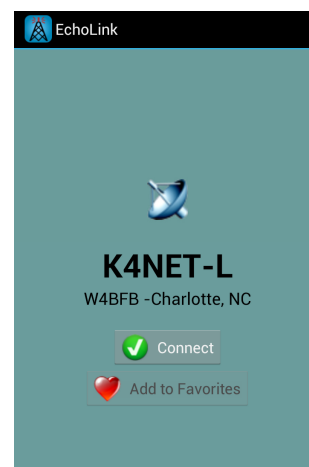 EchoLink
K4NET-L
W4BFB -Charlotte, NC
Connect
Add to Favorites